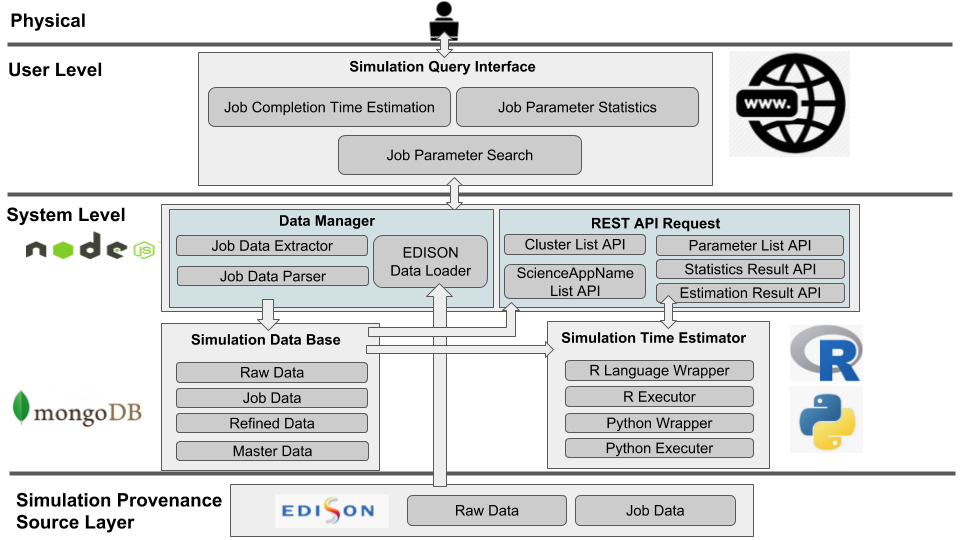 Physical
User Level
Simulation Query Interface
Job Completion Time Estimation
Job Parameter Statistics
Job Parameter Search
www.
System Level
node
JS
Data Manager
Job Data Extractor
Job Data Parser
EDISON
Data Loader
REST API Request
Cluster List API
ScienceAppName
List API
Parameter List API
Statistics Result API
Estimation Result API
Simulation Data Base
Raw Data
Job Data
Refined Data
Master Data
mongoDB
Simulation Time Estimator
R Language Wrapper
R Executor
Python Wrapper
Python Executer
R
Simulation Provenance
Source Layer
EDISON
Raw Data
Job Data